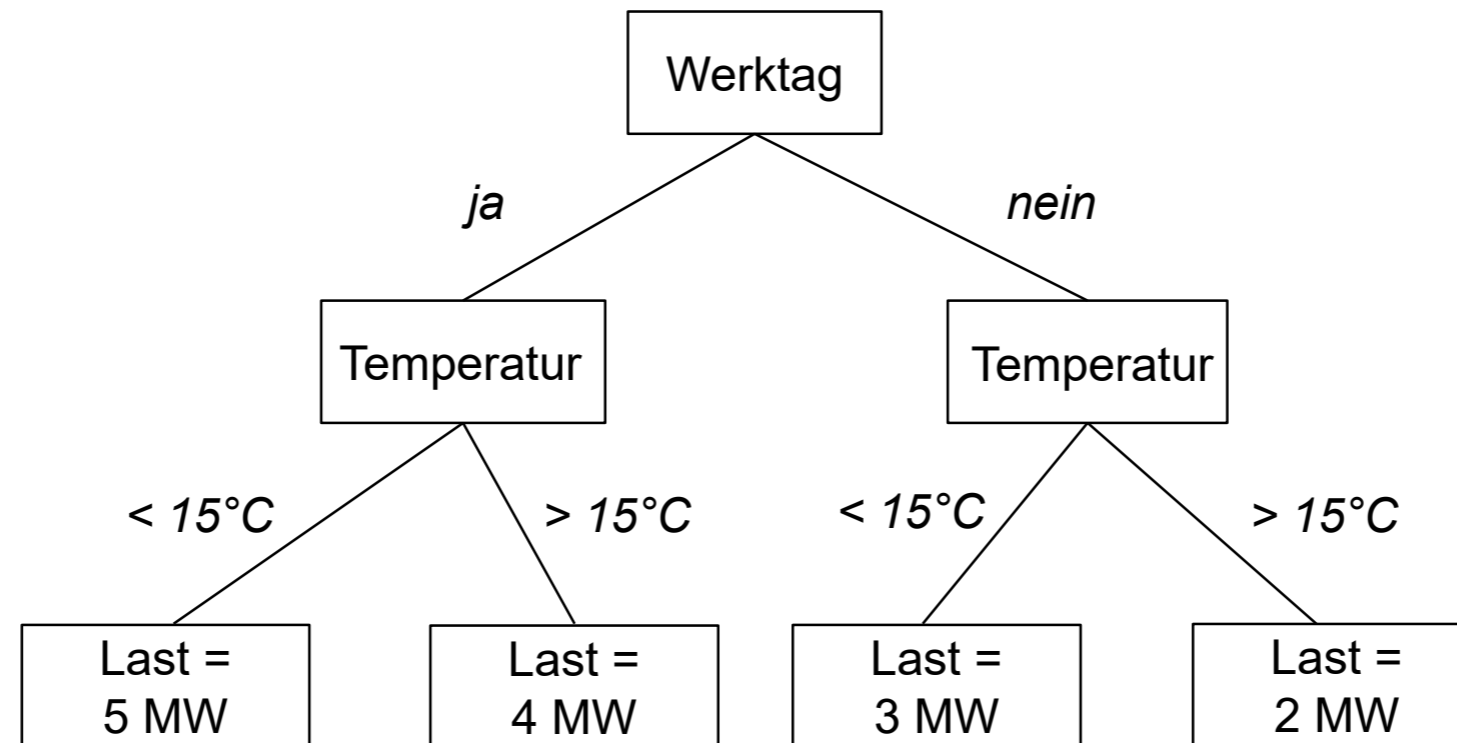 Werktag
ja
nein
Temperatur
Temperatur
< 15°C
> 15°C
< 15°C
> 15°C
Last =
5 MW
Last =
4 MW
Last =
3 MW
Last =
2 MW